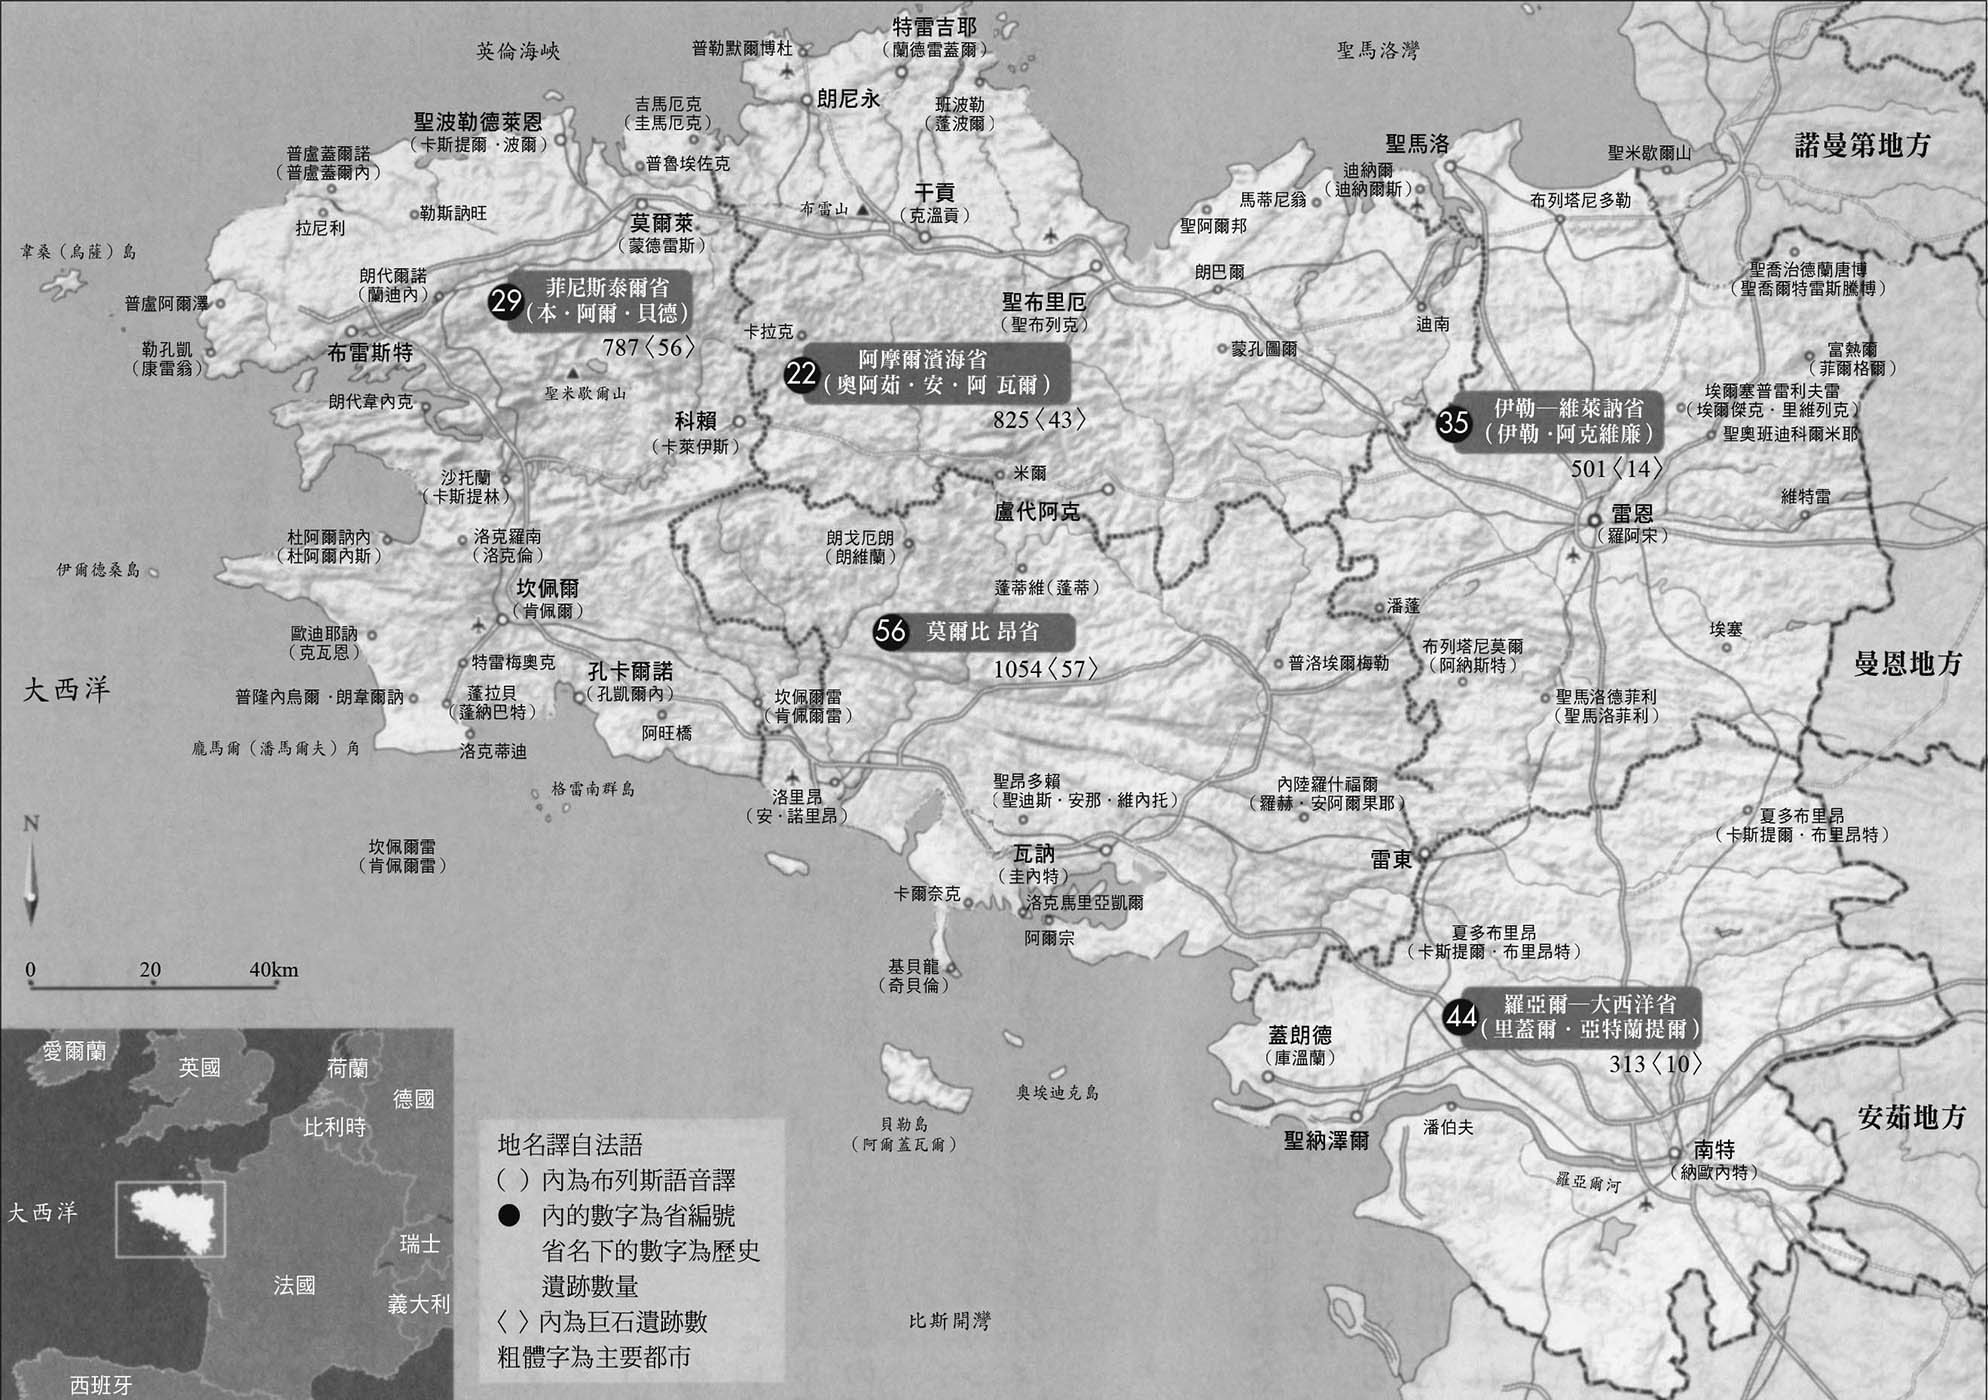 英倫海峽
聖馬洛灣
特雷吉耶
（蘭德雷蓋爾）
普勒默爾博杜
朗尼永
班波勒
（蓬波爾）
吉馬厄克
（圭馬厄克）
聖波勒德萊恩
（卡斯提爾・波爾）
普盧蓋爾諾
（普盧蓋爾內）
普魯埃佐克
拉尼利
勒斯訥旺
莫爾萊
（蒙德雷斯）
布雷山
干貢
（克溫貢）
韋桑（烏薩）島
朗代爾諾
（蘭迪內）
普盧阿爾澤
勒孔凱
（康雷翁）
布雷斯特
29
菲尼斯泰爾省
（本・阿爾・貝德）
787〈56〉
聖米歇爾山
朗代韋內克
卡拉克
科賴
（卡萊伊斯）
22
阿摩爾濱海省
（奧阿茹・安・阿 瓦爾）
825〈43〉
聖布里厄
（聖布列克）
朗巴爾
蒙孔圖爾
聖馬洛
迪納爾
（迪納爾斯）
馬蒂尼翁
聖阿爾邦
迪南
聖米歇爾山
布列塔尼多勒
諾曼第地方
聖喬治德蘭唐博
（聖喬爾特雷斯騰博）
富熱爾
（菲爾格爾）
埃爾塞普雷利夫雷
（埃爾傑克・里維列克）
聖奧班迪科爾米耶
35
伊勒—維萊訥省
（伊勒・阿克維廉）
501〈14〉
雷恩
（羅阿宋）
維特雷
米爾
盧代阿克
沙托蘭
（卡斯提林）
杜阿爾訥內
（杜阿爾內斯）
洛克羅南
（洛克倫）
伊爾德桑島
坎佩爾
（肯佩爾）
歐迪耶訥
（克瓦恩）
特雷梅奧克
普隆內烏爾・朗韋爾訥
蓬拉貝
（蓬納巴特）
洛克蒂迪
大西洋
龐馬爾（潘馬爾夫）角
孔卡爾諾
（孔凱爾內）
阿旺橋
坎佩爾雷
（肯佩爾雷）
格雷南群島
洛里昂
（安・諾里昂）
朗戈厄朗
（朗維蘭）
蓬蒂維（蓬蒂）
56
莫爾比 昂省
1054〈57〉
普洛埃爾梅勒
潘蓬
布列塔尼莫爾
（阿納斯特）
埃塞
聖馬洛德菲利
（聖馬洛菲利）
曼恩地方
聖昂多賴
（聖迪斯・安那・維內托）
內陸羅什福爾
（羅赫・安阿爾果耶）
夏多布里昂
（卡斯提爾・布里昂特）
瓦訥
（圭內特）
雷東
卡爾奈克
洛克馬里亞凱爾
阿爾宗
基貝龍
（奇貝倫）
坎佩爾雷
（肯佩爾雷）
夏多布里昂
（卡斯提爾・布里昂特）
44
羅亞爾—大西洋省
（里蓋爾・亞特蘭提爾）
313〈10〉
蓋朗德
（庫溫蘭）
聖納澤爾
潘伯夫
南特
（納歐內特）
羅亞爾河
安茹地方
貝勒島
（阿爾蓋瓦爾）
奧埃迪克島
比斯開灣
N
0 20 40km
愛爾蘭
英國
荷蘭
德國
比利時
大西洋
法國
瑞士
義大利
西班牙
地名譯自法語
（ ）內為布列斯語音譯
● 內的數字為省編號
省名下的數字為歷史
遺跡數量
〈 〉內為巨石遺跡數
粗體字為主要都市